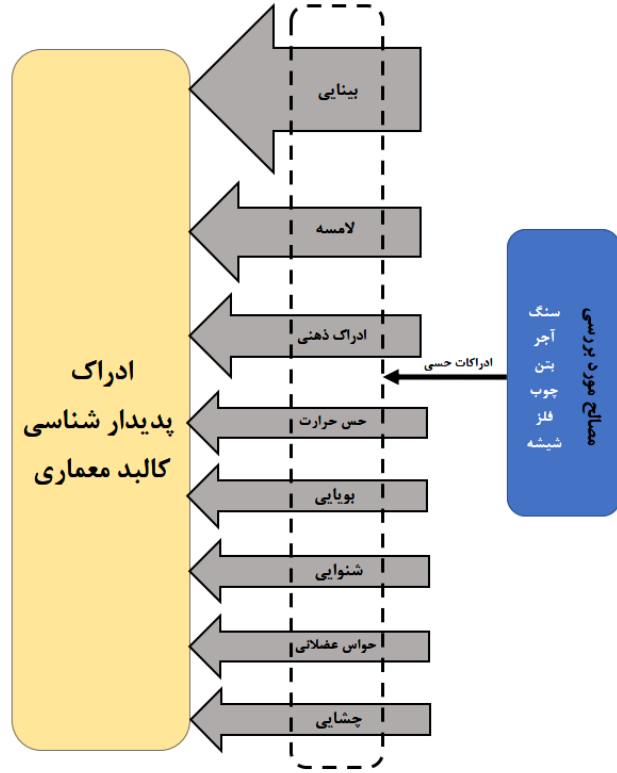 مصالح مورد بررسی
سنگ
آجر
بتن
چوب
فلز
شیشه
ادراکات حسی
بینایی
لامسه
ادراک ذهنی
حس حرارت
بویایی
شنوایی
حواس عضلانی
چشایی
ادراک
پدیدار شناسی
کالبد معماری